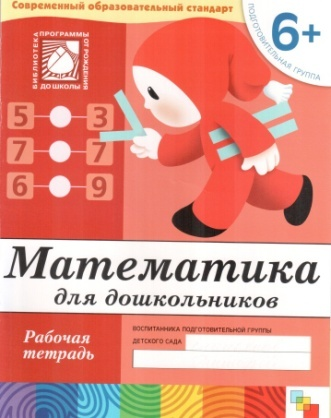 Современный образовательный стандарт
6+
ПОДГОТОВИТЕЛЬНАЯ ГРУППА
БИБЛИОТЕКА
ПРОГРАММЫ
ОТ РОЖДЕНИЯ
ДО ШКОЛЫ
5 3
7 7
6 9
Математика
для дошкольников
Рабочая
тетрадь
ВОСПИТАННИКА ПОДГОТОВИТЕЛЬНОЙ ГРУППЫ
ДЕТСКОГО САДА